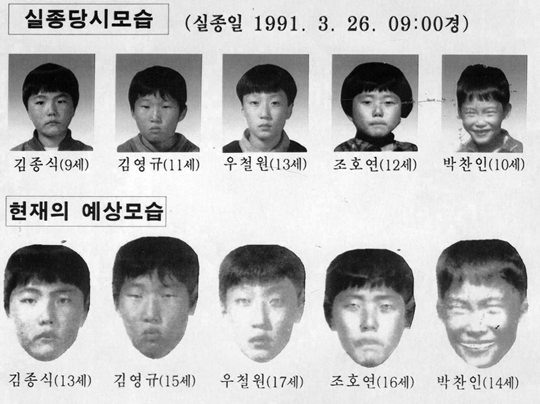 실종당시모습 (실종일 1991. 3. 26. 09:00경)
김종식(9세) 김영규(11세) 우철원(13세) 조호연(12세) 박찬인(10세)
현재의 예상모습
김종식(13세) 김영규(15세) 우철원(17세) 조호연(16세) 박찬인(14세)